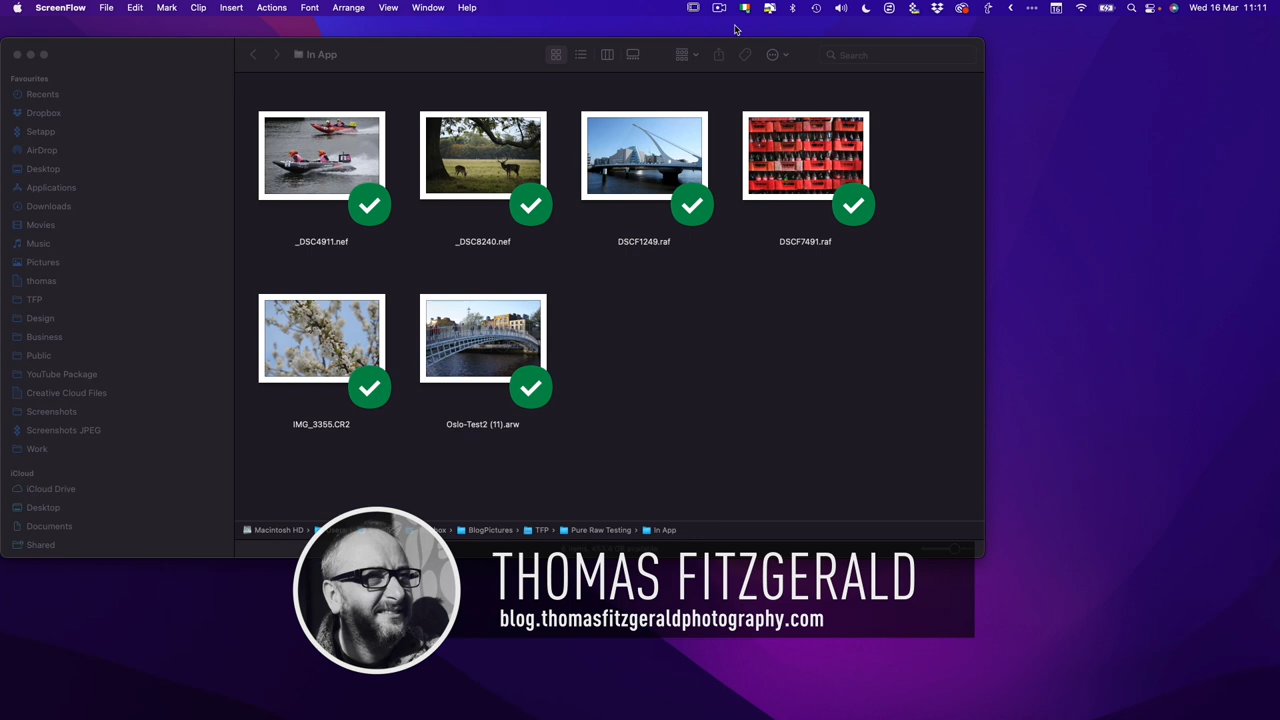 ScreenFlow File Edit Mark Clip Insert Actions Font Arrange View Window Help
16 Wed 16 Mar 11:11
In App
Search
Favourites
Recents
Dropbox
Setapp
AirDrop
Desktop
Applications
Downloads
Movies
Music
Pictures
thomas
TFP
Design
Business
Public
YouTube Package
Creative Cloud Files
Screenshots
Screenshots JPEG
Work
iCloud
iCloud Drive
Desktop
Documents
Shared
_DSC4911.nef
_DSC8240.nef
DSCF1249.raf
DSCF7491.raf
IMG_3355.CR2
Oslo-Test2 (11).arw
Macintosh HD BlogPictures TFP Pure Raw Testing In App
THOMAS FITZGERALD
blog.thomasfitzgeraldphotography.com